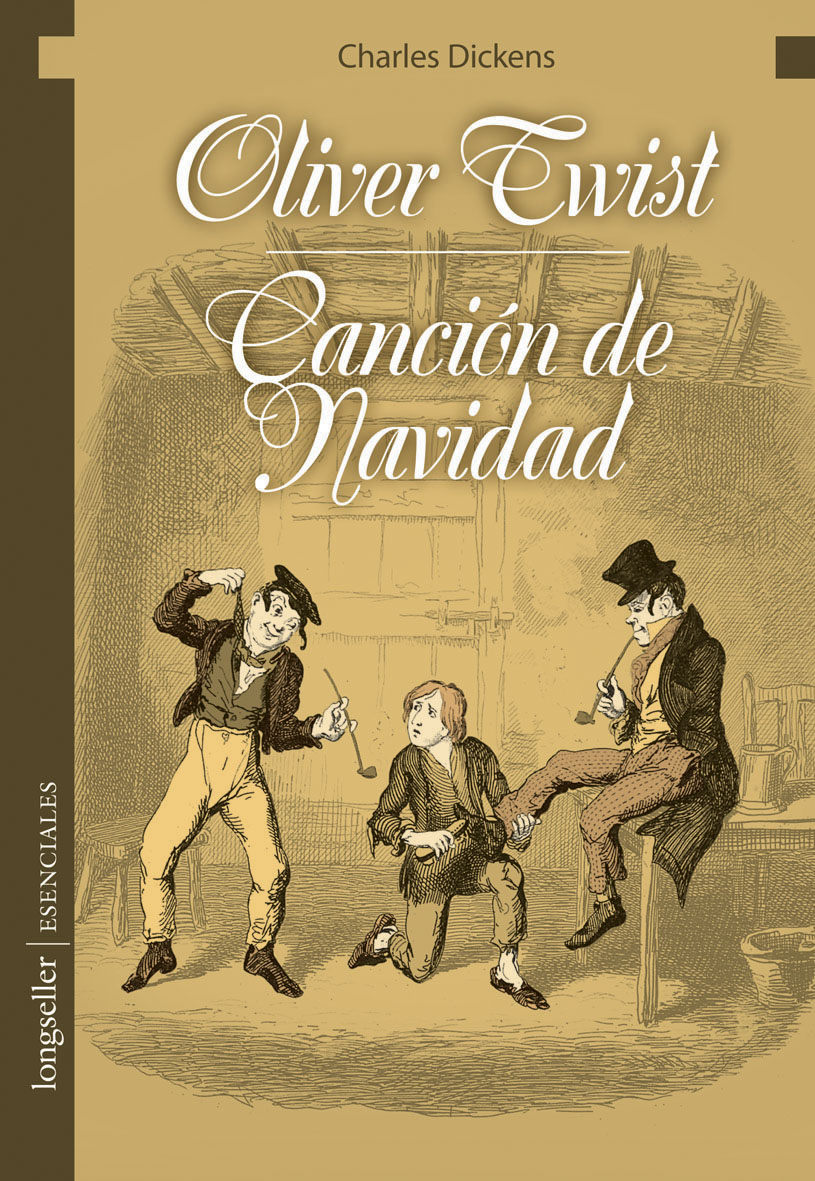 Charles Dickens
Oliver Twist
Canción de
Navidad
longseller | ESENCIALES